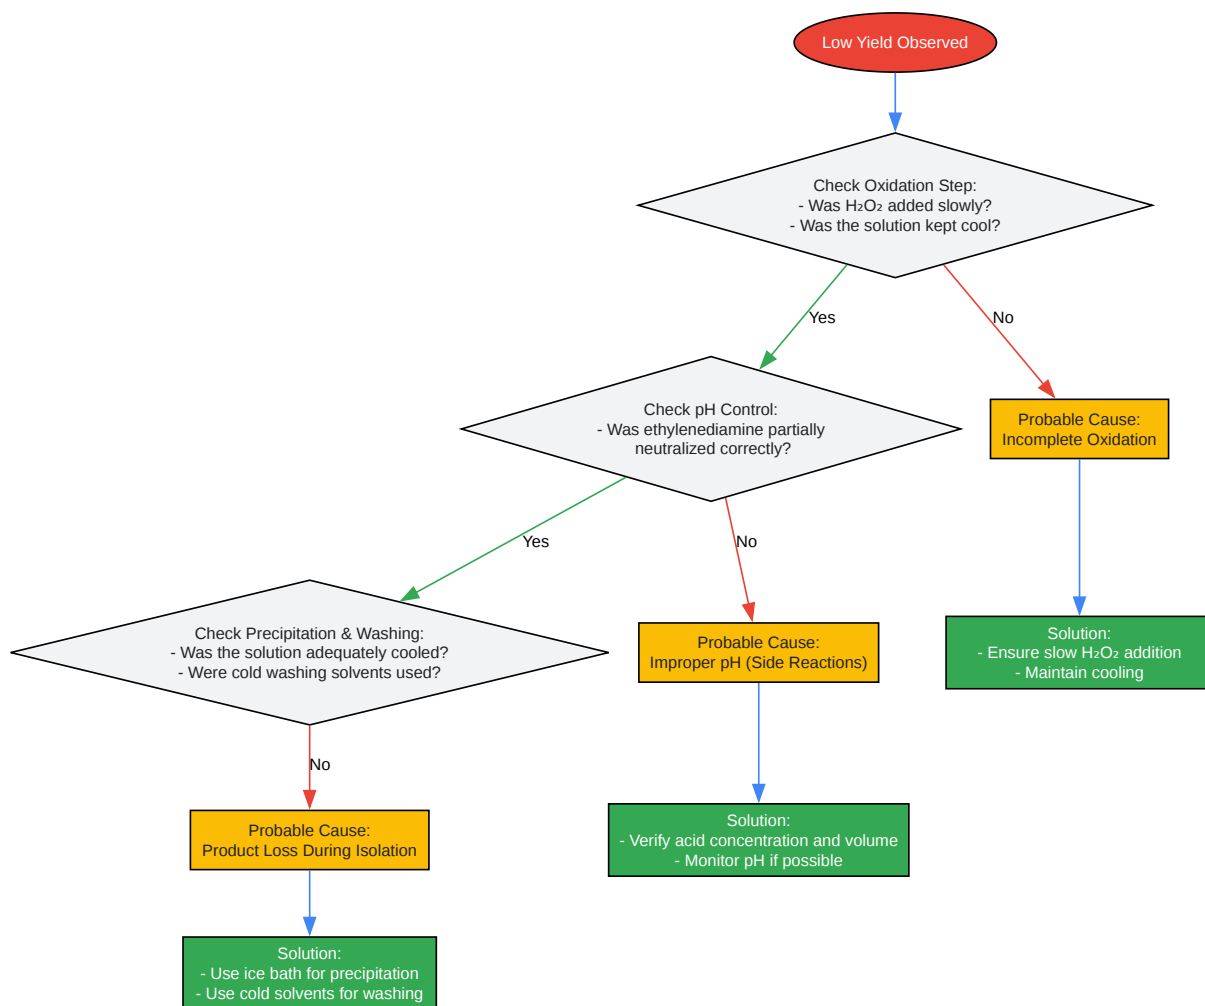 Low Yield Observed
Check Oxidation Step:
- Was H₂O₂ added slowly?
- Was the solution kept cool?
Yes
No
Check pH Control:
- Was ethylenediamine partially
neutralized correctly?
Probable Cause:
Incomplete Oxidation
Yes
No
Check Precipitation & Washing:
- Was the solution adequately cooled?
- Were cold washing solvents used?
Probable Cause:
Improper pH (Side Reactions)
Solution:
- Ensure slow H₂O₂ addition
- Maintain cooling
No
Probable Cause:
Product Loss During Isolation
Solution:
- Verify acid concentration and volume
- Monitor pH if possible
Solution:
- Use ice bath for precipitation
- Use cold solvents for washing